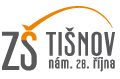 ZŠ TIŠNOV
nám. 28. října